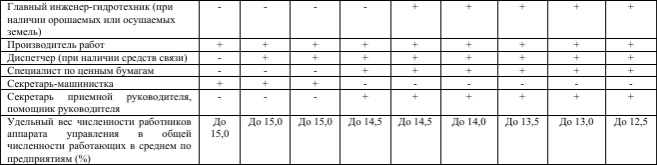 Главный инженер-гидротехник (при - - - - + + + + + +
наличии орошаемых или осушаемых
земель)
Производитель работ + + + + + + + + + +
Диспетчер (при наличии средств связи) - + + + + + + + + +
Специалист по ценным бумагам - - - + + + + + + +
Секретарь-машинистка + + + - - - - - - -
Секретарь приемной руководителя, - - - + + + + + + +
помощник руководителя
Удельный вес численности работников До До 15,0 До 15,0 До 14,5 До 14,5 До 14,0 До 13,5 До 13,0 До 12,5
аппарата управления в общей 15,0
численности работающих в среднем по
предприятиям (%)